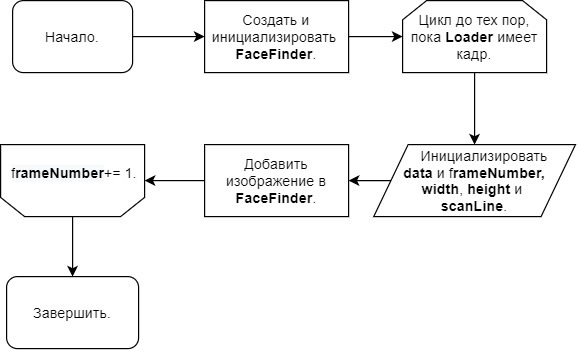 Начало.
Создать и
инициализировать
FaceFinder.
Цикл до тех пор,
пока Loader имеет
кадр.
Инициализировать
data и frameNumber,
width, height и
scanLine.
Добавить
изображение в
FaceFinder.
frameNumber+= 1.
Завершить.